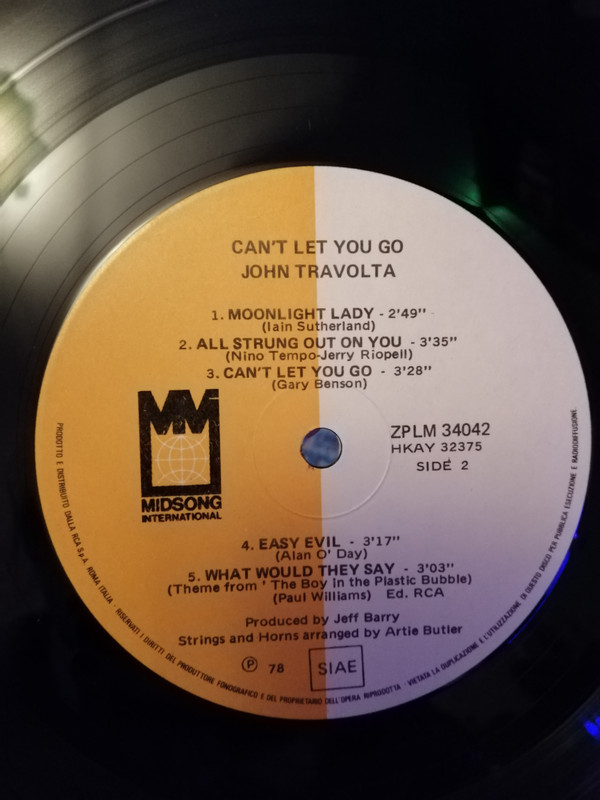 CAN'T LET YOU GO
JOHN TRAVOLTA
1. MOONLIGHT LADY - 2'49"
(Iain Sutherland)
2. ALL STRUNG OUT ON YOU - 3'35"
(Nino Tempo-Jerry Riopell)
3. CAN'T LET YOU GO - 3'28"
(Gary Benson)
MM
MIDSONG
INTERNATIONAL
ZPLM 34042
HKAY 32375
SIDE 2
4. EASY EVIL - 3'17"
(Alan O' Day)
5. WHAT WOULD THEY SAY - 3'03"
(Theme from ' The Boy in the Plastic Bubble)
(Paul Williams) Ed. RCA
Produced by Jeff Barry
Strings and Horns arranged by Artie Butler
Ⓟ 78 SIAE
PRODOTTO E DISTRIBUITO DALLA RCA S.p.A. ROMA ITALIA - RISERVATI I DIRITTI DEL PRODUTTORE FONOGRAFICO E DEL PROPRIETARIO DELL'OPERA RIPRODOTTA - VIETATA LA DUPLICAZIONE E L'UTILIZZAZIONE DI QUESTO DISCO PER PUBBLICA ESECUZIONE E RADIODIFFUSIONE.